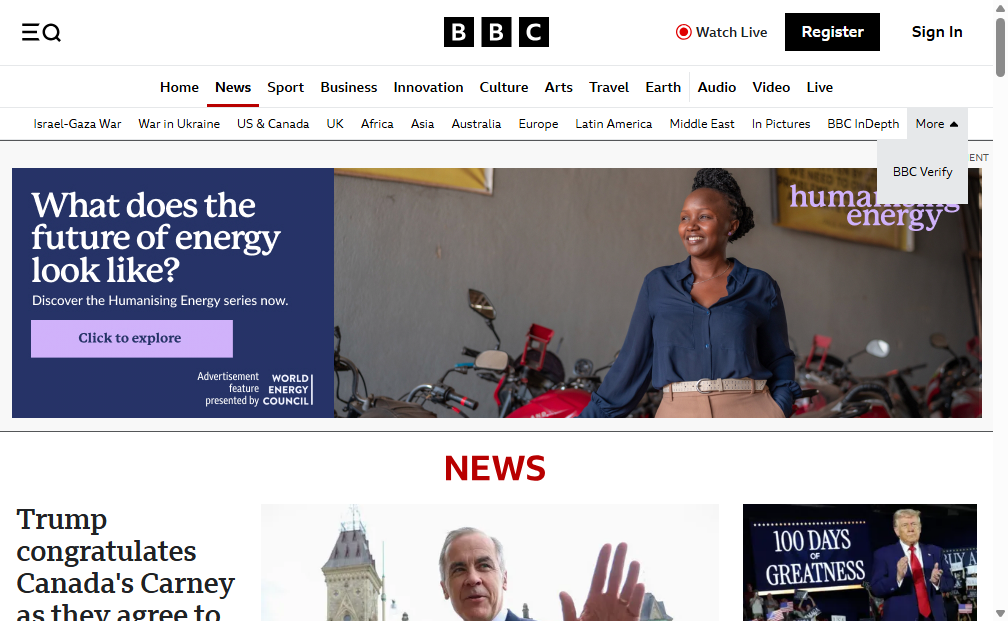 BBC
Watch Live
Register
Sign In
Home News Sport Business Innovation Culture Arts Travel Earth Audio Video Live
Israel-Gaza War War in Ukraine US & Canada UK Africa Asia Australia Europe Latin America Middle East In Pictures BBC InDepth More
BBC Verify
What does the
future of energy
look like?
Discover the Humanising Energy series now.
Click to explore
Advertisement
feature
presented by
WORLD
ENERGY
COUNCIL
humanising
energy
NEWS
Trump
congratulates
Canada's Carney
as they agree to
100 DAYS
OF
GREATNESS